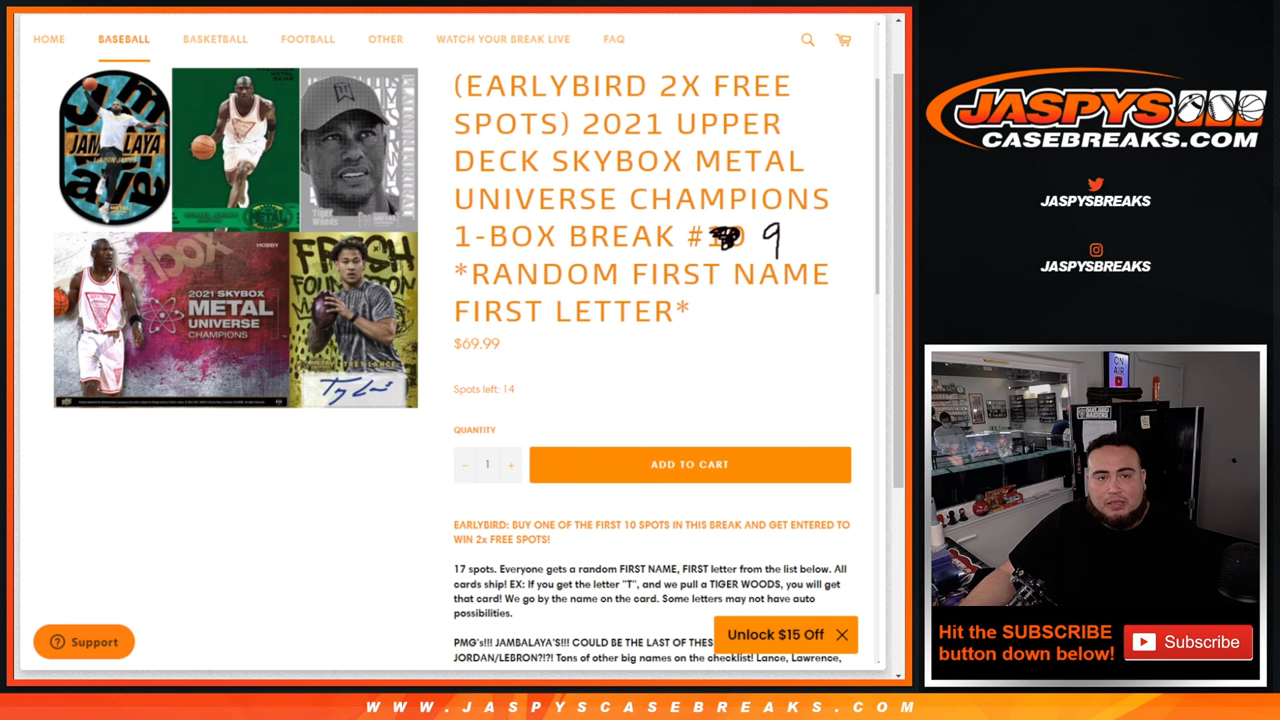 HOME BASEBALL BASKETBALL FOOTBALL OTHER WATCH YOUR BREAK LIVE FAQ
(EARLYBIRD 2X FREE
SPOTS) 2021 UPPER
DECK SKYBOX METAL
UNIVERSE CHAMPIONS
1-BOX BREAK # 9
*RANDOM FIRST NAME
FIRST LETTER*
$69.99
Spots left: 14
QUANTITY
− 1 +
ADD TO CART
EARLYBIRD: BUY ONE OF THE FIRST 10 SPOTS IN THIS BREAK AND GET ENTERED TO
WIN 2x FREE SPOTS!
17 spots. Everyone gets a random FIRST NAME, FIRST letter from the list below. All
cards ship! EX: If you get the letter "T", and we pull a TIGER WOODS, you will get
that card! We go by the name on the card. Some letters may not have auto
possibilities.
PMG's!!! JAMBALAYA'S!!! COULD BE THE LAST OF THES
JORDAN/LEBRON?!?! Tons of other big names on the checklist! Lance, Lawrence,
Unlock $15 Off
Support
JAMBALAYA
METAL
Tiger
Woods
HOBBY
2021 SKYBOX
METAL
UNIVERSE
CHAMPIONS
FRESH
FOUNDATION
TREY LANCE
JASPYS
CASEBREAKS.COM
JASPYSBREAKS
JASPYSBREAKS
ON
AIR
Hit the SUBSCRIBE
button down below!
Subscribe
WWW.JASPYSCASEBREAKS.COM